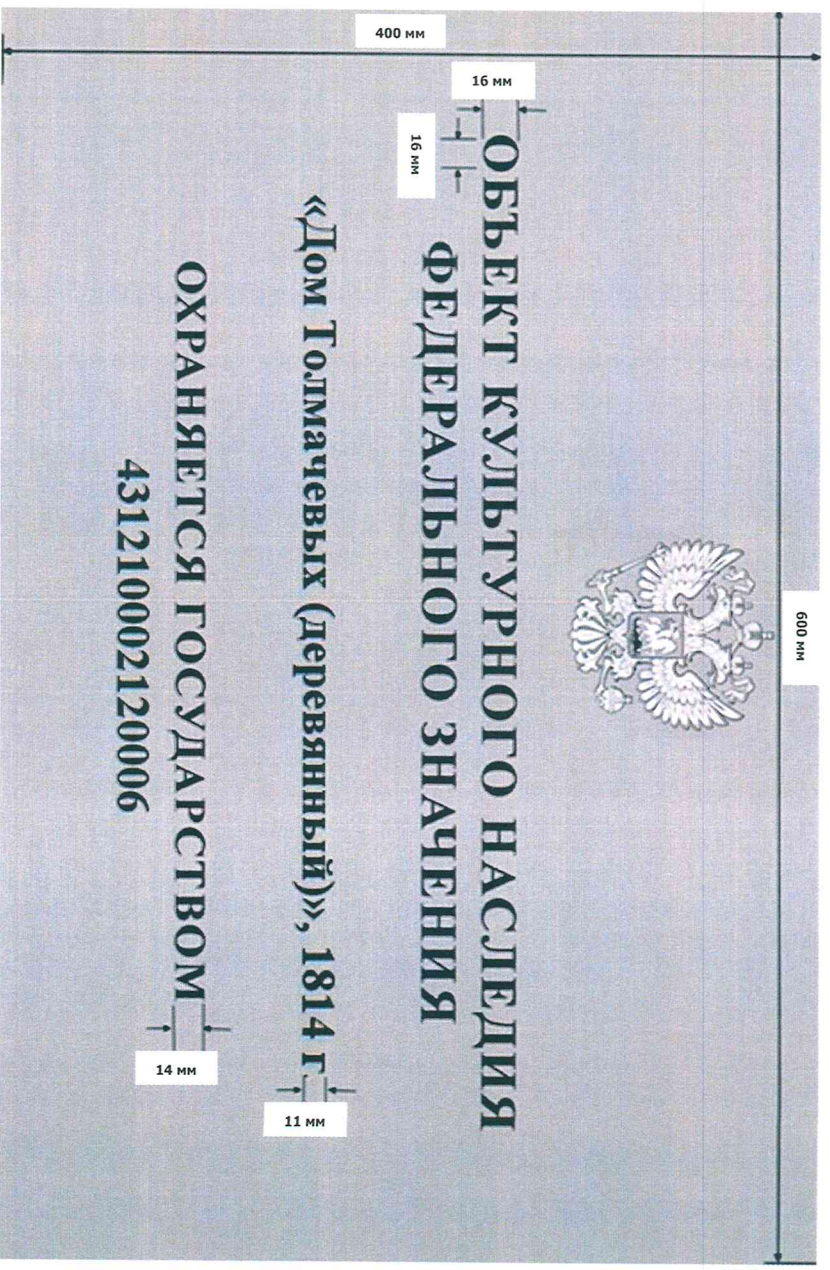 600 мм
400 мм
16 мм
16 мм
ОБЪЕКТ КУЛЬТУРНОГО НАСЛЕДИЯ
ФЕДЕРАЛЬНОГО ЗНАЧЕНИЯ
«Дом Толмачевых (деревянный)», 1814 г
11 мм
ОХРАНЯЕТСЯ ГОСУДАРСТВОМ
14 мм
431210002120006